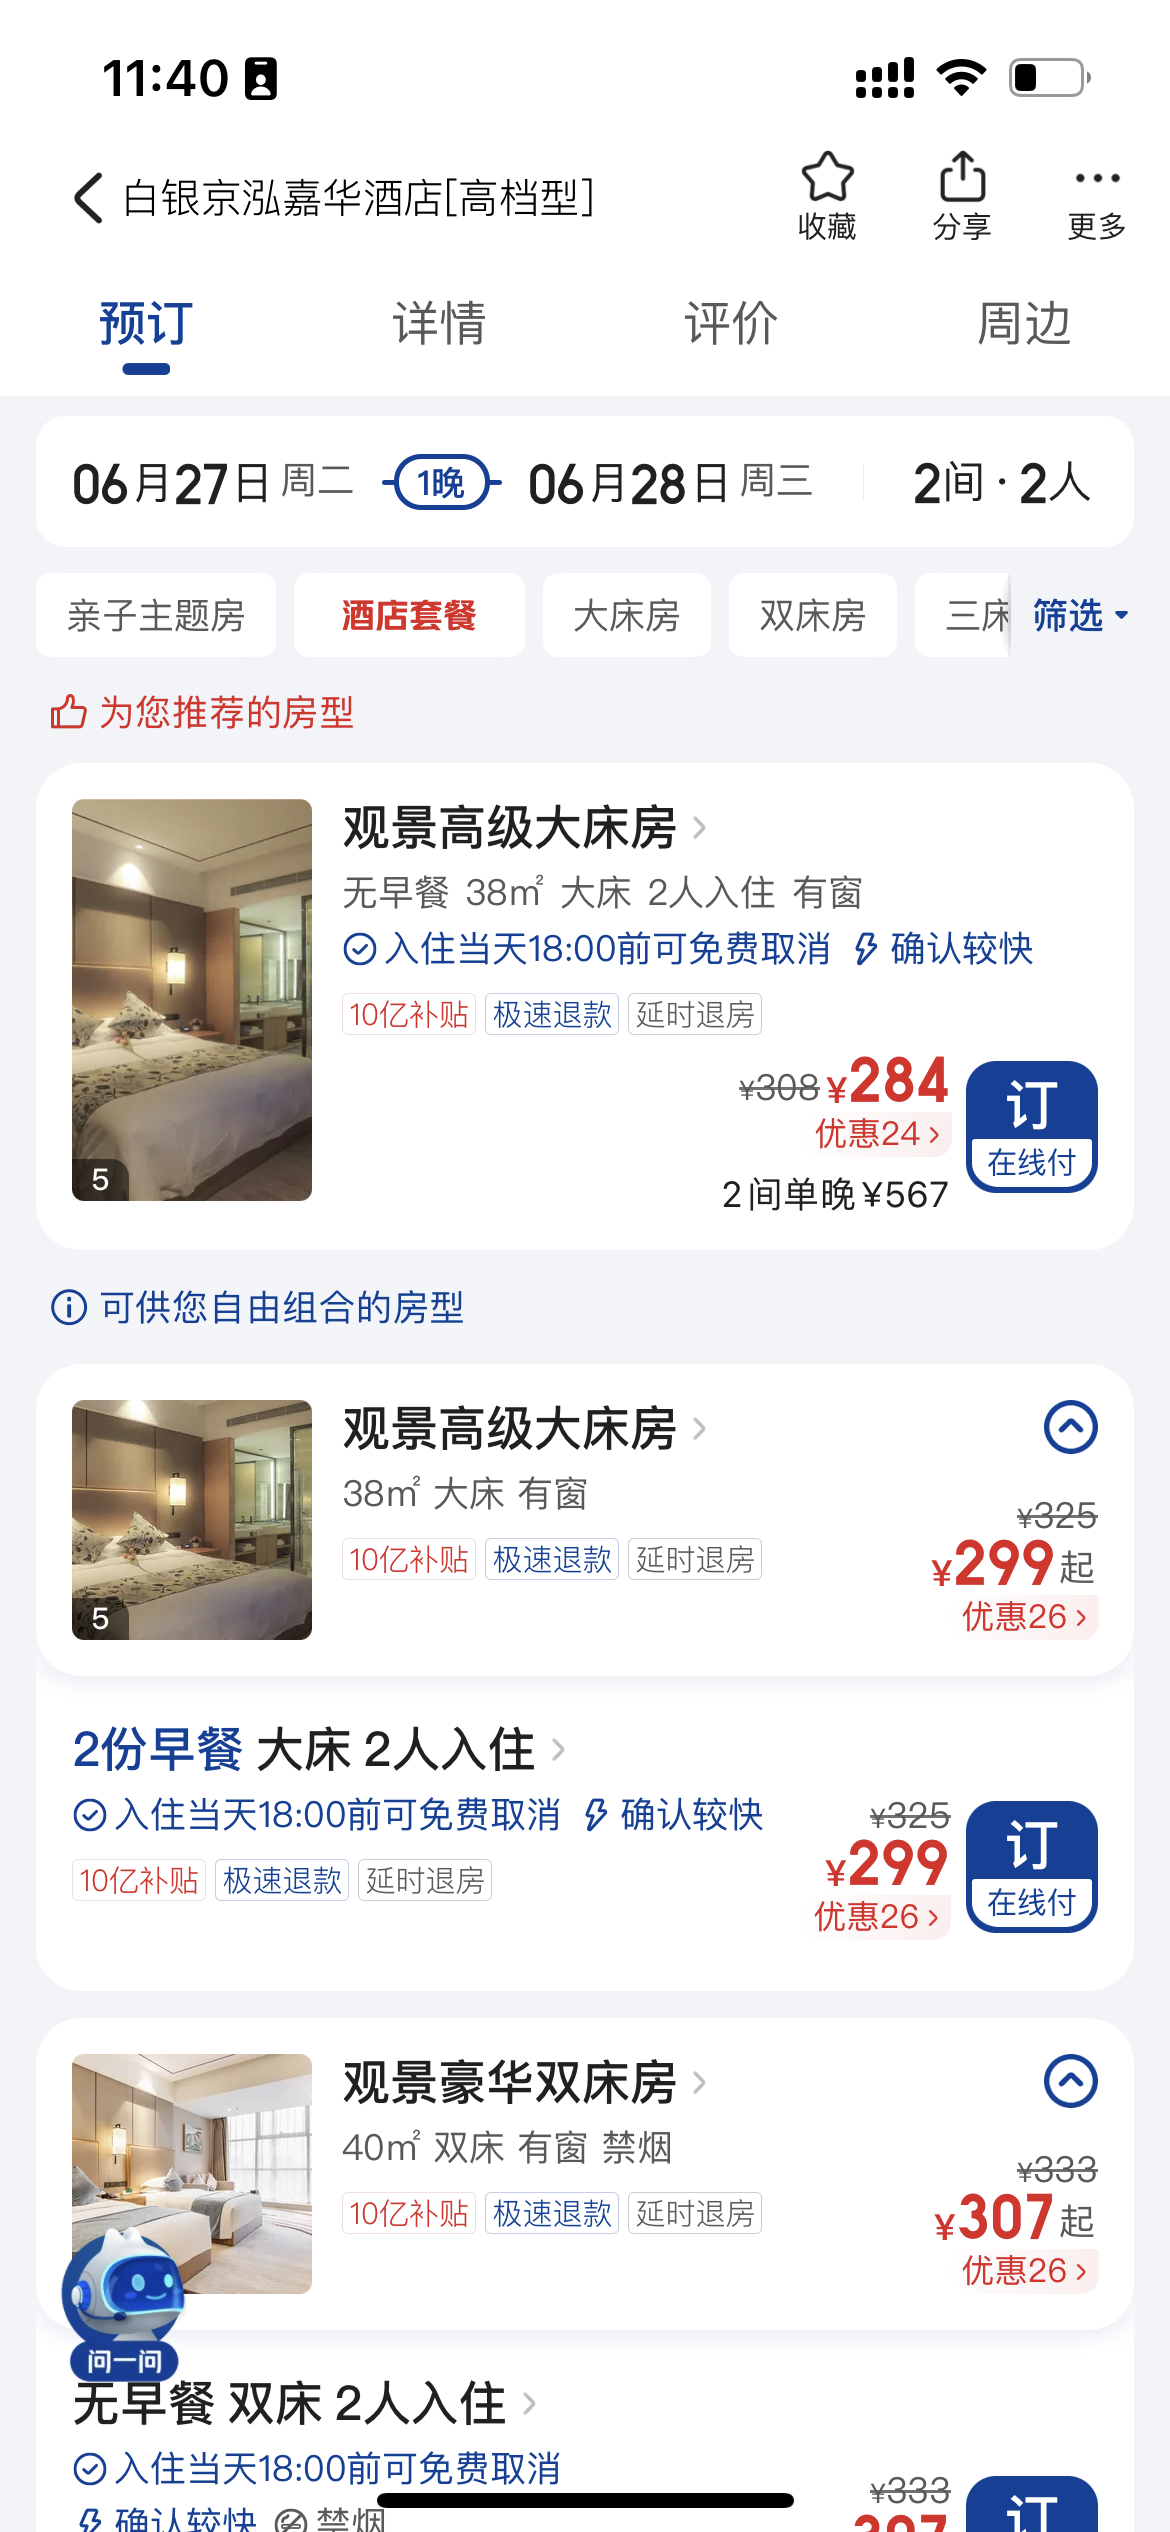 11:40
白银京泓嘉华酒店[高档型]
收藏 分享 更多
预订 详情 评价 周边
06月27日 周二 1晚 06月28日 周三 2间·2人
亲子主题房 酒店套餐 大床房 双床房 三床 筛选
为您推荐的房型
观景高级大床房
无早餐 38㎡ 大床 2人入住 有窗
入住当天18:00前可免费取消 确认较快
10亿补贴 极速退款 延时退房
¥308 ¥284
订
优惠24 >
在线付
2间单晚 ¥567
5
可供您自由组合的房型
观景高级大床房
38㎡ 大床 有窗
10亿补贴 极速退款 延时退房
¥325
¥299起
优惠26 >
5
2份早餐 大床 2人入住
入住当天18:00前可免费取消 确认较快
10亿补贴 极速退款 延时退房
¥325
¥299
优惠26 >
订
在线付
观景豪华双床房
40㎡ 双床 有窗 禁烟
10亿补贴 极速退款 延时退房
¥333
¥307起
优惠26 >
问一问
无早餐 双床 2人入住
入住当天18:00前可免费取消
确认较快 禁烟
¥333
307
订